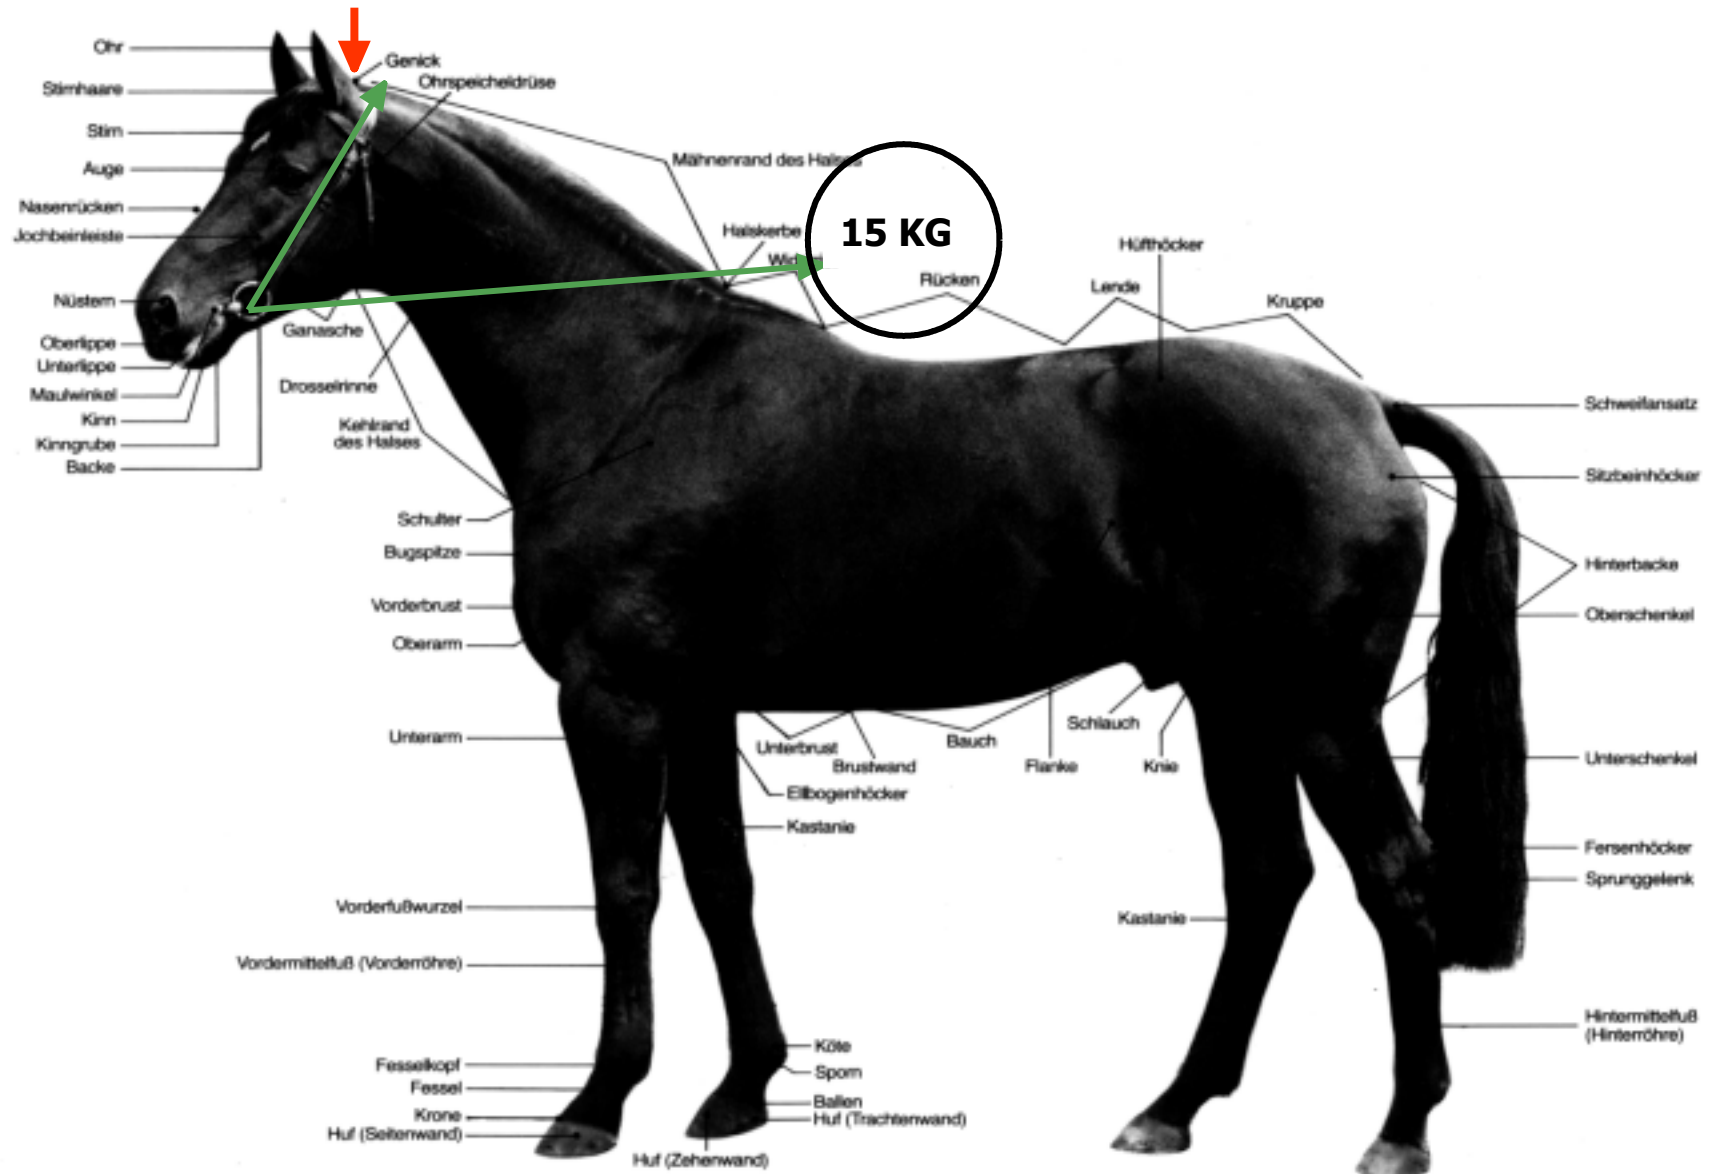 Ohr
Genick
Ohrspeicheldrüse
Stirnhaare
Stirn
Auge
Mähnenrand des Halses
Nasenrücken
Jochbeinleiste
Halskerbe
15 KG
Hüfthöcker
Rücken
Lende
Kruppe
Nüstern
Ganasche
Oberlippe
Unterlippe
Maulwinkel
Kinn
Kinngrube
Backe
Drosselrinne
Kehlrand
des Halses
Schweifansatz
Sitzbeinhöcker
Schulter
Bugspitze
Vorderbrust
Oberarm
Hinterbacke
Oberschenkel
Unterarm
Unterbrust
Brustwand
Bauch
Flanke
Schlauch
Knie
Unterschenkel
Ellbogenhöcker
Kastanie
Fersenhöcker
Sprunggelenk
Vorderfußwurzel
Kastanie
Vordermittelfuß (Vorderröhre)
Hintermittelfuß
(Hinterröhre)
Fesselkopf
Fessel
Krone
Huf (Seitenwand)
Köte
Sporn
Ballen
Huf (Trachtenwand)
Huf (Zehenwand)